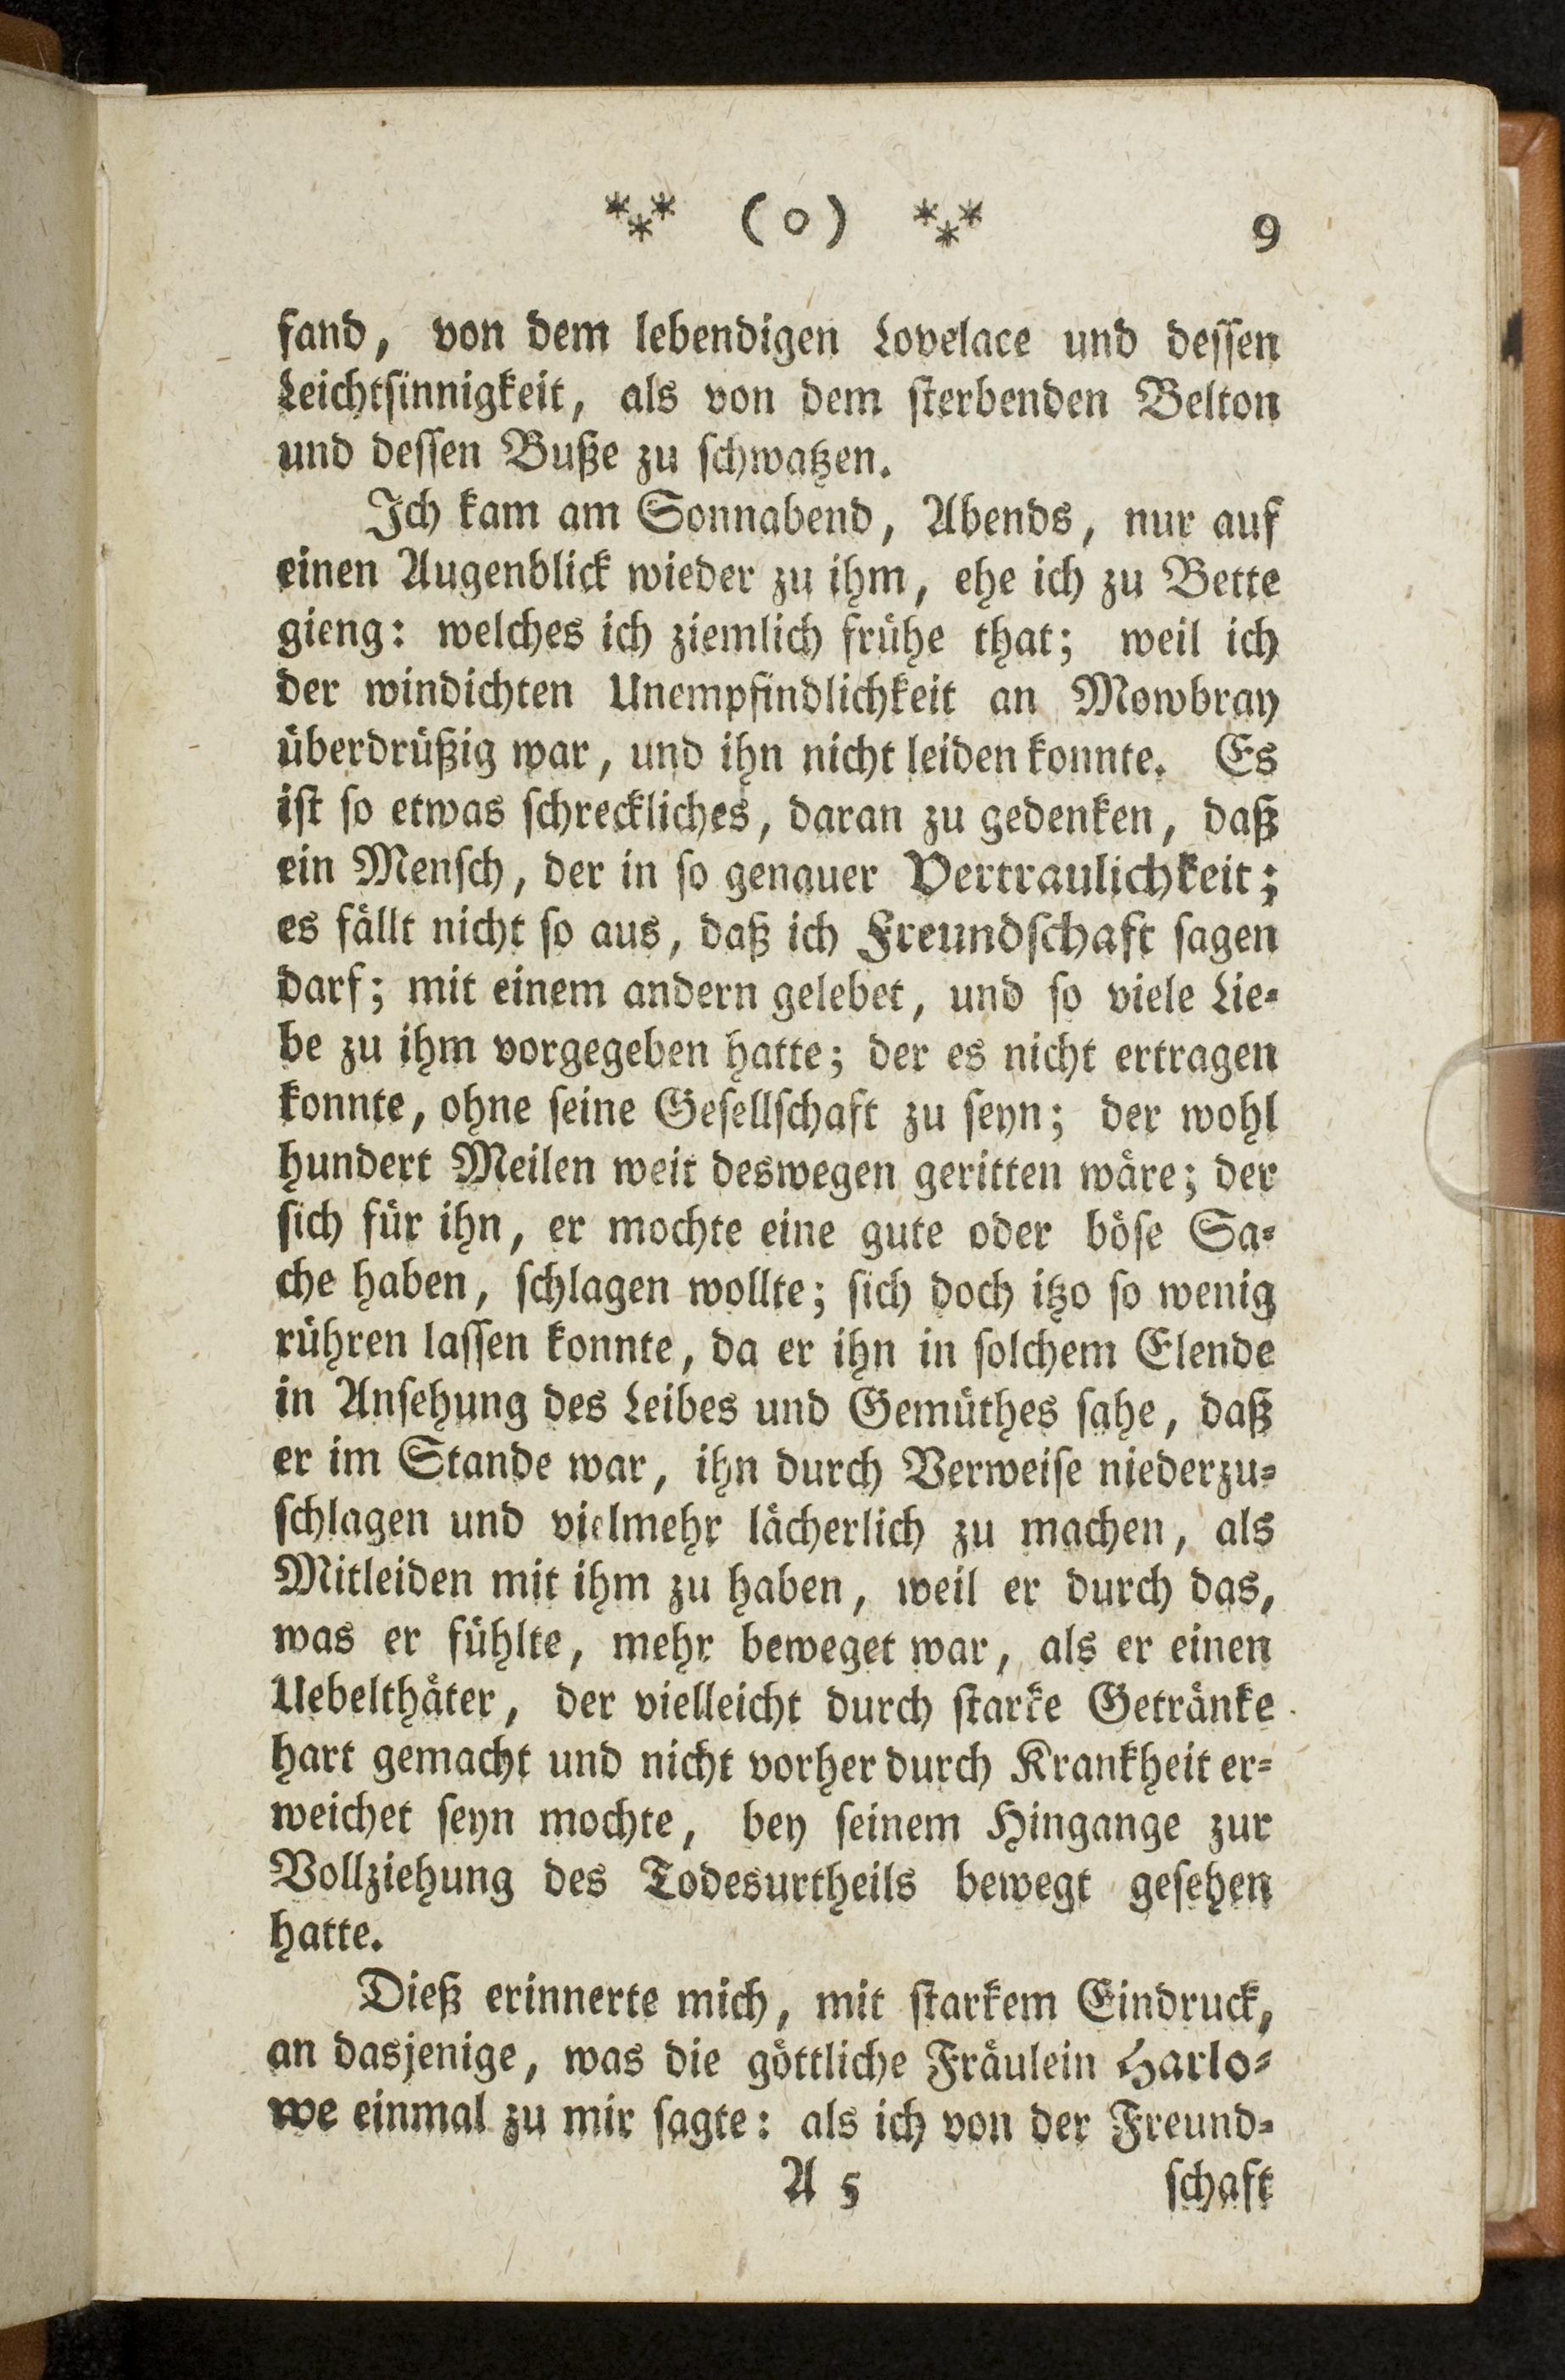 *** (o) *** 9
fand, von dem lebendigen Lovelace und deſſen
Leichtſinnigkeit, als von dem ſterbenden Belton
und deſſen Buße zu ſchwatzen.
Ich kam am Sonnabend, Abends, nur auf
einen Augenblick wieder zu ihm, ehe ich zu Bette
gieng: welches ich ziemlich frühe that; weil ich
der windichten Unempfindlichkeit an Mowbray
überdrüßig war, und ihn nicht leiden konnte. Es
iſt ſo etwas ſchreckliches, daran zu gedenken, daß
ein Menſch, der in ſo genauer Vertraulichkeit;
es fällt nicht ſo aus, daß ich Freundſchaft ſagen
darf; mit einem andern gelebet, und ſo viele Lie⸗
be zu ihm vorgegeben hatte; der es nicht ertragen
konnte, ohne ſeine Geſellſchaft zu ſeyn; der wohl
hundert Meilen weit deswegen geritten wäre; der
ſich für ihn, er mochte eine gute oder böſe Sa⸗
che haben, ſchlagen wollte; ſich doch itzo ſo wenig
rühren laſſen konnte, da er ihn in ſolchem Elende
in Anſehung des Leibes und Gemüthes ſahe, daß
er im Stande war, ihn durch Verweiſe niederzu⸗
ſchlagen und vielmehr lächerlich zu machen, als
Mitleiden mit ihm zu haben, weil er durch das,
was er fühlte, mehr beweget war, als er einen
Uebelthäter, der vielleicht durch ſtarke Getränke
hart gemacht und nicht vorher durch Krankheit er⸗
weichet ſeyn mochte, bey ſeinem Hingange zur
Vollziehung des Todesurtheils bewegt geſehen
hatte.
Dieß erinnerte mich, mit ſtarkem Eindruck,
an dasjenige, was die göttliche Fräulein Harlo⸗
we einmal zu mir ſagte: als ich von der Freund⸗
A 5 ſchaft